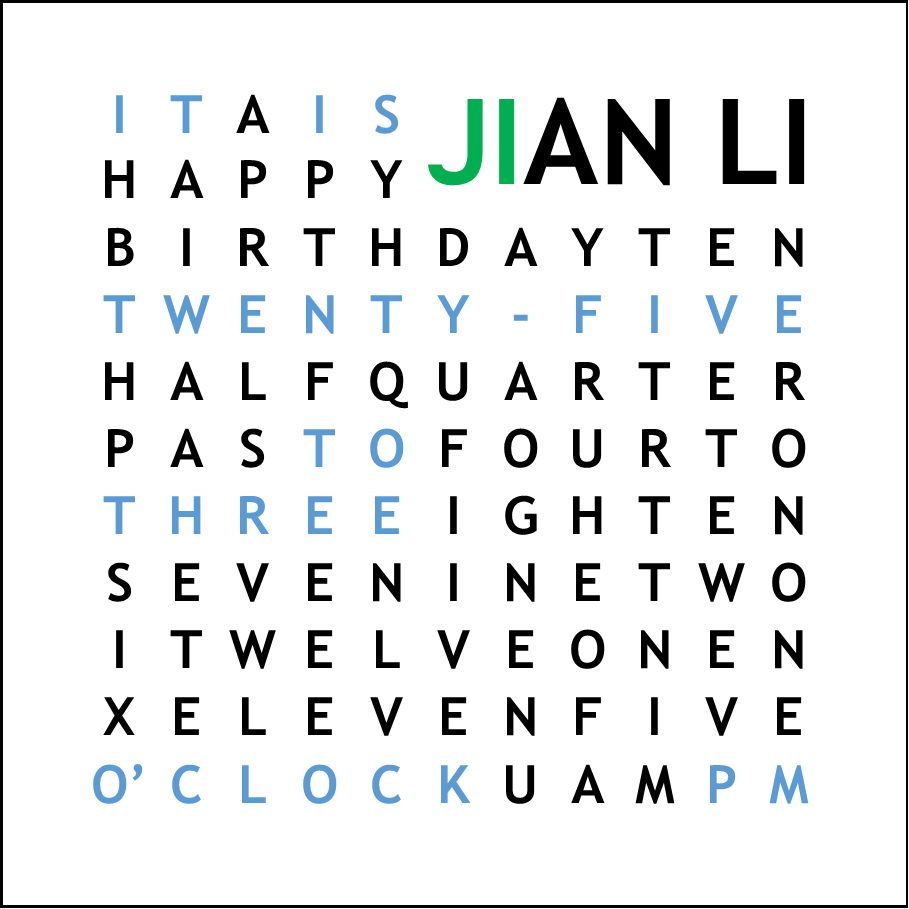 I T A I S JIAN LI
H A P P Y
B I R T H D A Y T E N
T W E N T Y - F I V E
H A L F Q U A R T E R
P A S T O F O U R T O
T H R E E I G H T E N
S E V E N I N E T W O
I T W E L V E O N E N
X E L E V E N F I V E
O’ C L O C K U A M P M